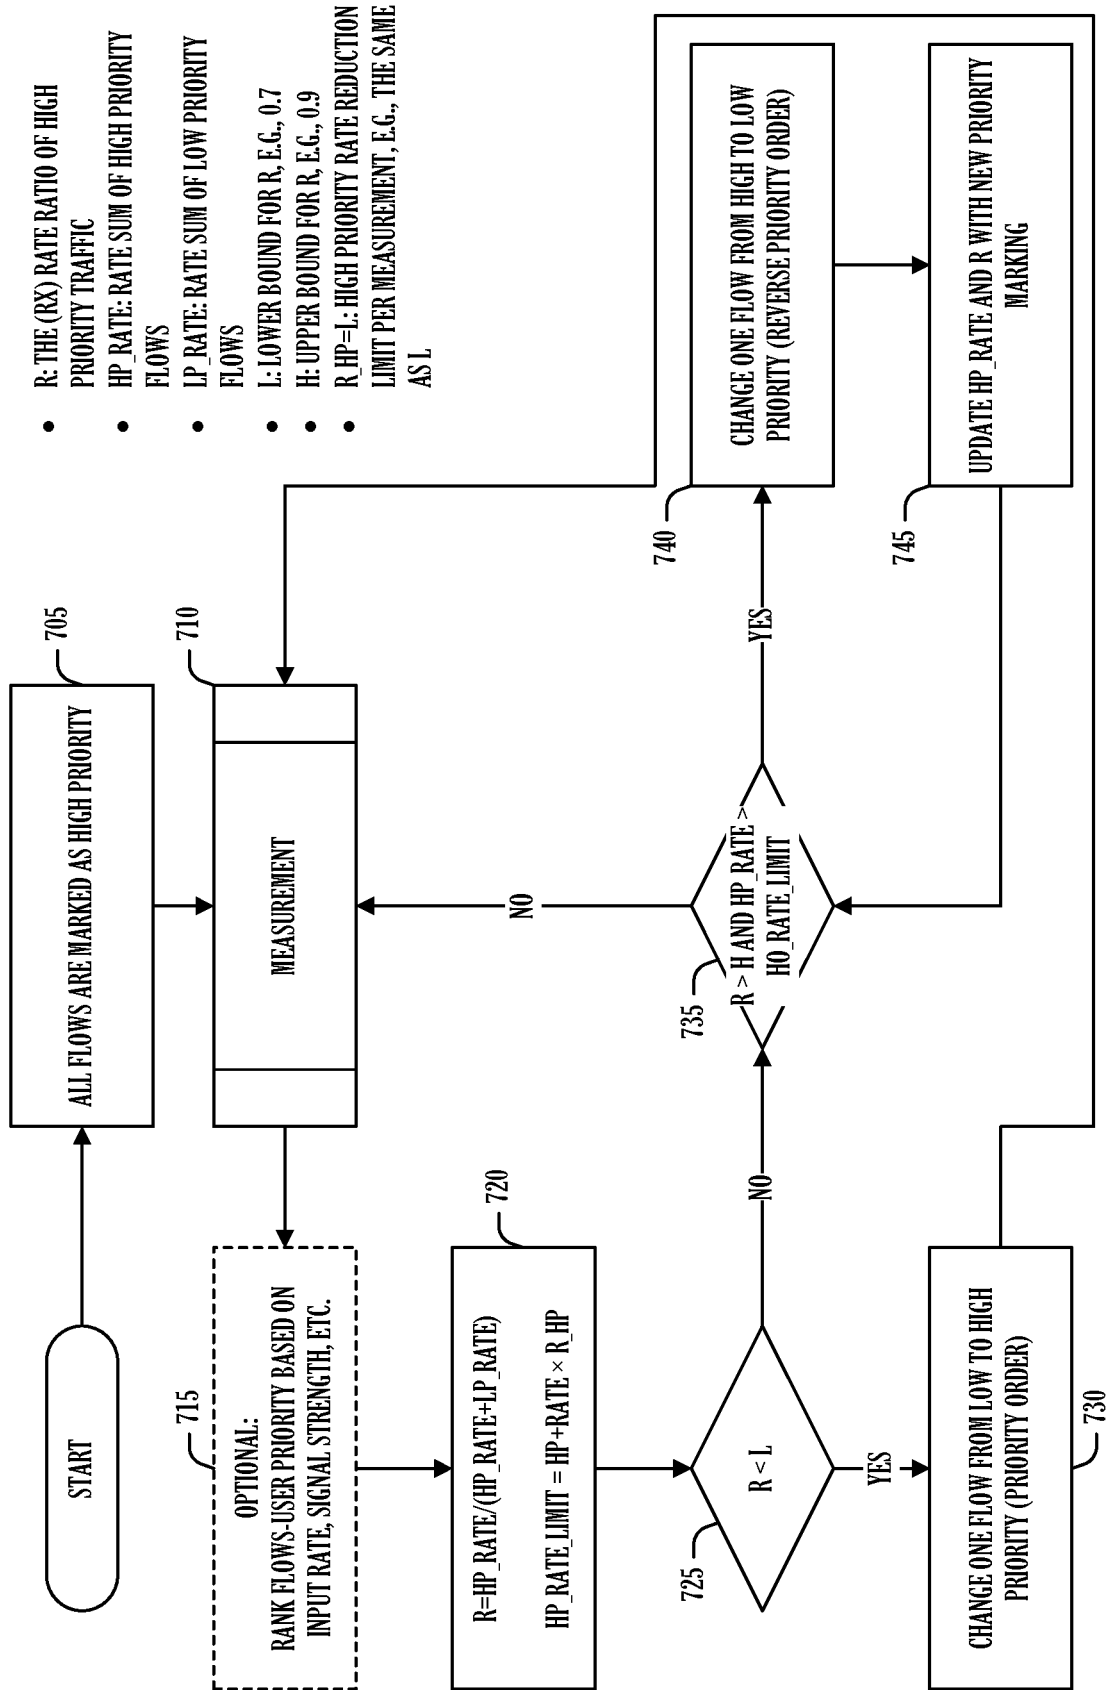 START
ALL FLOWS ARE MARKED AS HIGH PRIORITY
705
• R: THE (RX) RATE RATIO OF HIGH
PRIORITY TRAFFIC
• HP_RATE: RATE SUM OF HIGH PRIORITY
FLOWS
• LP_RATE: RATE SUM OF LOW PRIORITY
FLOWS
• L: LOWER BOUND FOR R, E.G., 0.7
• H: UPPER BOUND FOR R, E.G., 0.9
• R_HP=L: HIGH PRIORITY RATE REDUCTION
LIMIT PER MEASUREMENT, E.G., THE SAME
AS L
715
OPTIONAL:
RANK FLOWS-USER PRIORITY BASED ON
INPUT RATE, SIGNAL STRENGTH, ETC.
MEASUREMENT
710
720
R=HP_RATE/(HP_RATE+LP_RATE)
HP_RATE_LIMIT = HP+RATE × R_HP
NO
725
R < L
NO
735
R > H AND HP_RATE >
HO_RATE_LIMIT
YES
740
CHANGE ONE FLOW FROM HIGH TO LOW
PRIORITY (REVERSE PRIORITY ORDER)
YES
CHANGE ONE FLOW FROM LOW TO HIGH
PRIORITY (PRIORITY ORDER)
730
745
UPDATE HP_RATE AND R WITH NEW PRIORITY
MARKING